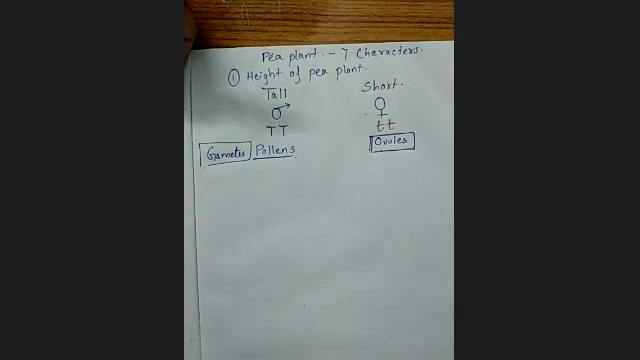 Pea plant. - 7 Characters.
① Height of pea plant.
Tall Short
♂ ♀
TT tt
Gametes Pollens Ovules